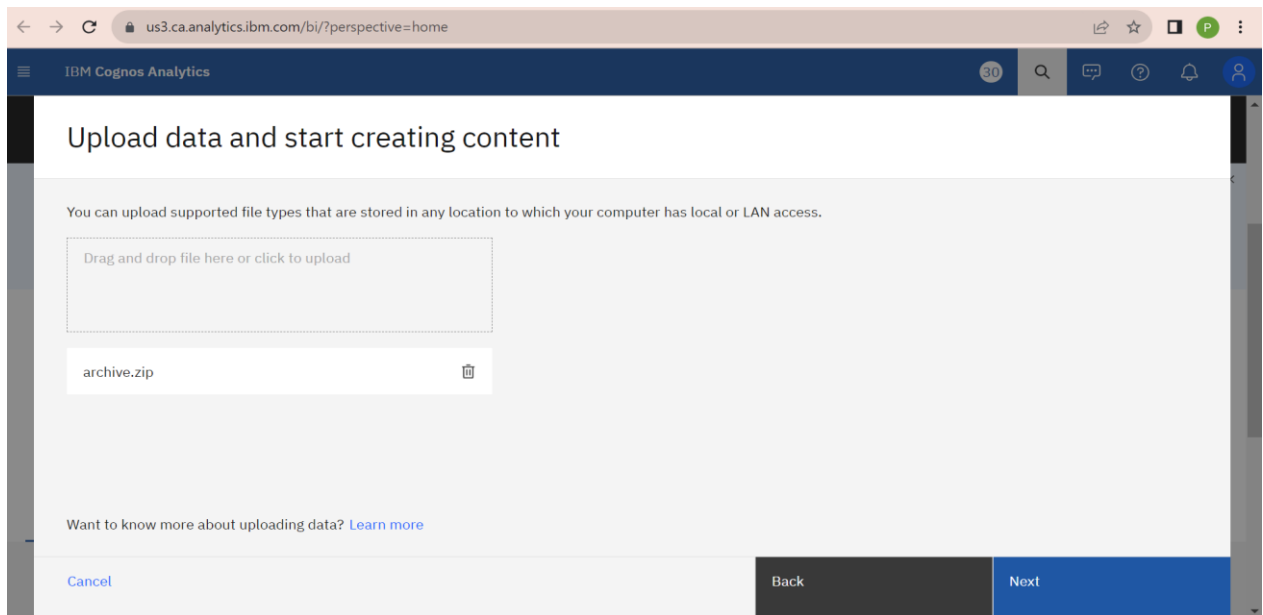 us3.ca.analytics.ibm.com/bi/?perspective=home
P
IBM Cognos Analytics
30
Upload data and start creating content
You can upload supported file types that are stored in any location to which your computer has local or LAN access.
Drag and drop file here or click to upload
archive.zip
Want to know more about uploading data? Learn more
Cancel
Back
Next